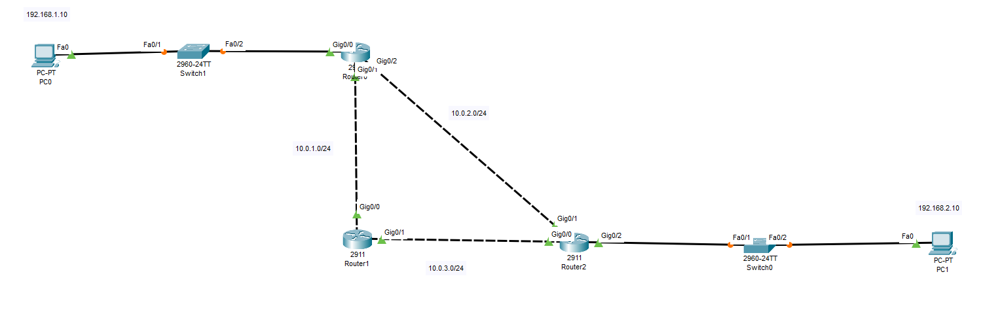 192.168.1.10
Fa0
Fa0/1
Fa0/2
Gig0/0
PC-PT
PC0
2960-24TT
Switch1
Gig0/2
Gig0/1
Router0
10.0.2.0/24
10.0.1.0/24
Gig0/0
Gig0/1
2911
Router1
10.0.3.0/24
Gig0/1
Gig0/0
Gig0/2
2911
Router2
Fa0/1
Fa0/2
2960-24TT
Switch0
192.168.2.10
Fa0
PC-PT
PC1